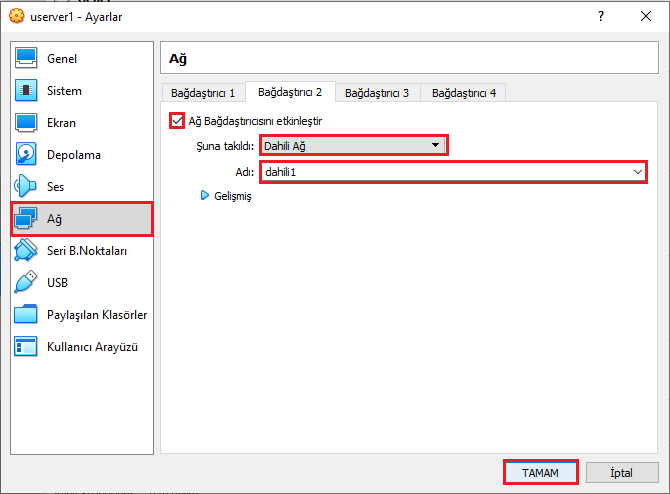 userver1 - Ayarlar
?
Genel
Sistem
Ekran
Depolama
Ses
Ağ
Seri B.Noktaları
USB
Paylaşılan Klasörler
Kullanıcı Arayüzü
Ağ
Bağdaştırıcı 1 Bağdaştırıcı 2 Bağdaştırıcı 3 Bağdaştırıcı 4
Ağ Bağdaştırıcısını etkinleştir
Şuna takıldı: Dahili Ağ
Adı: dahili1
Gelişmiş
TAMAM İptal